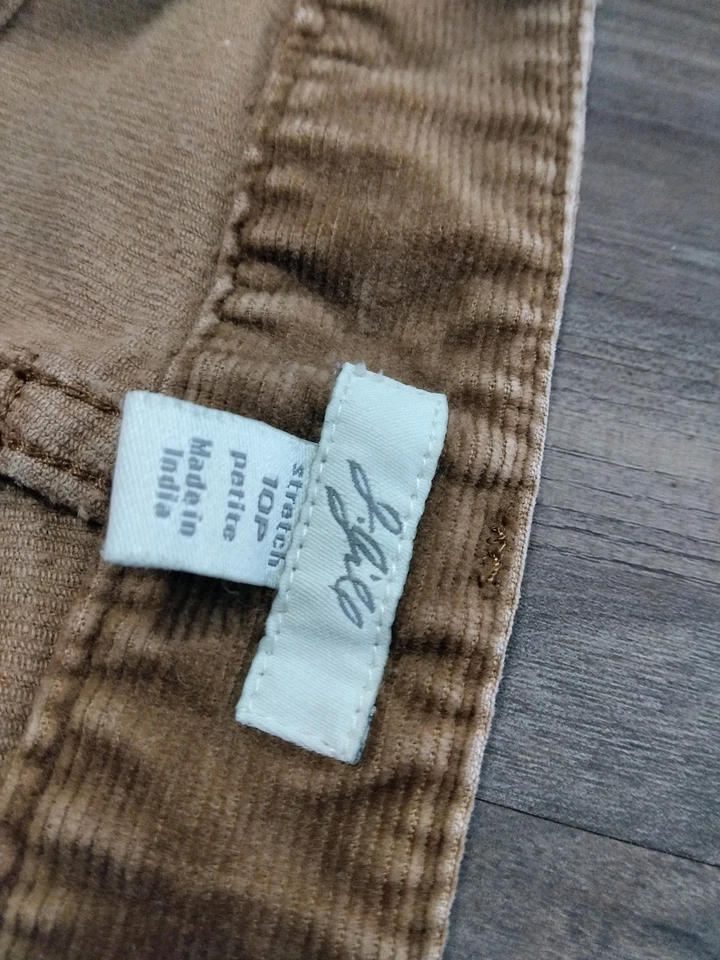 J.Jill
stretch
10P
petite
Made in
India